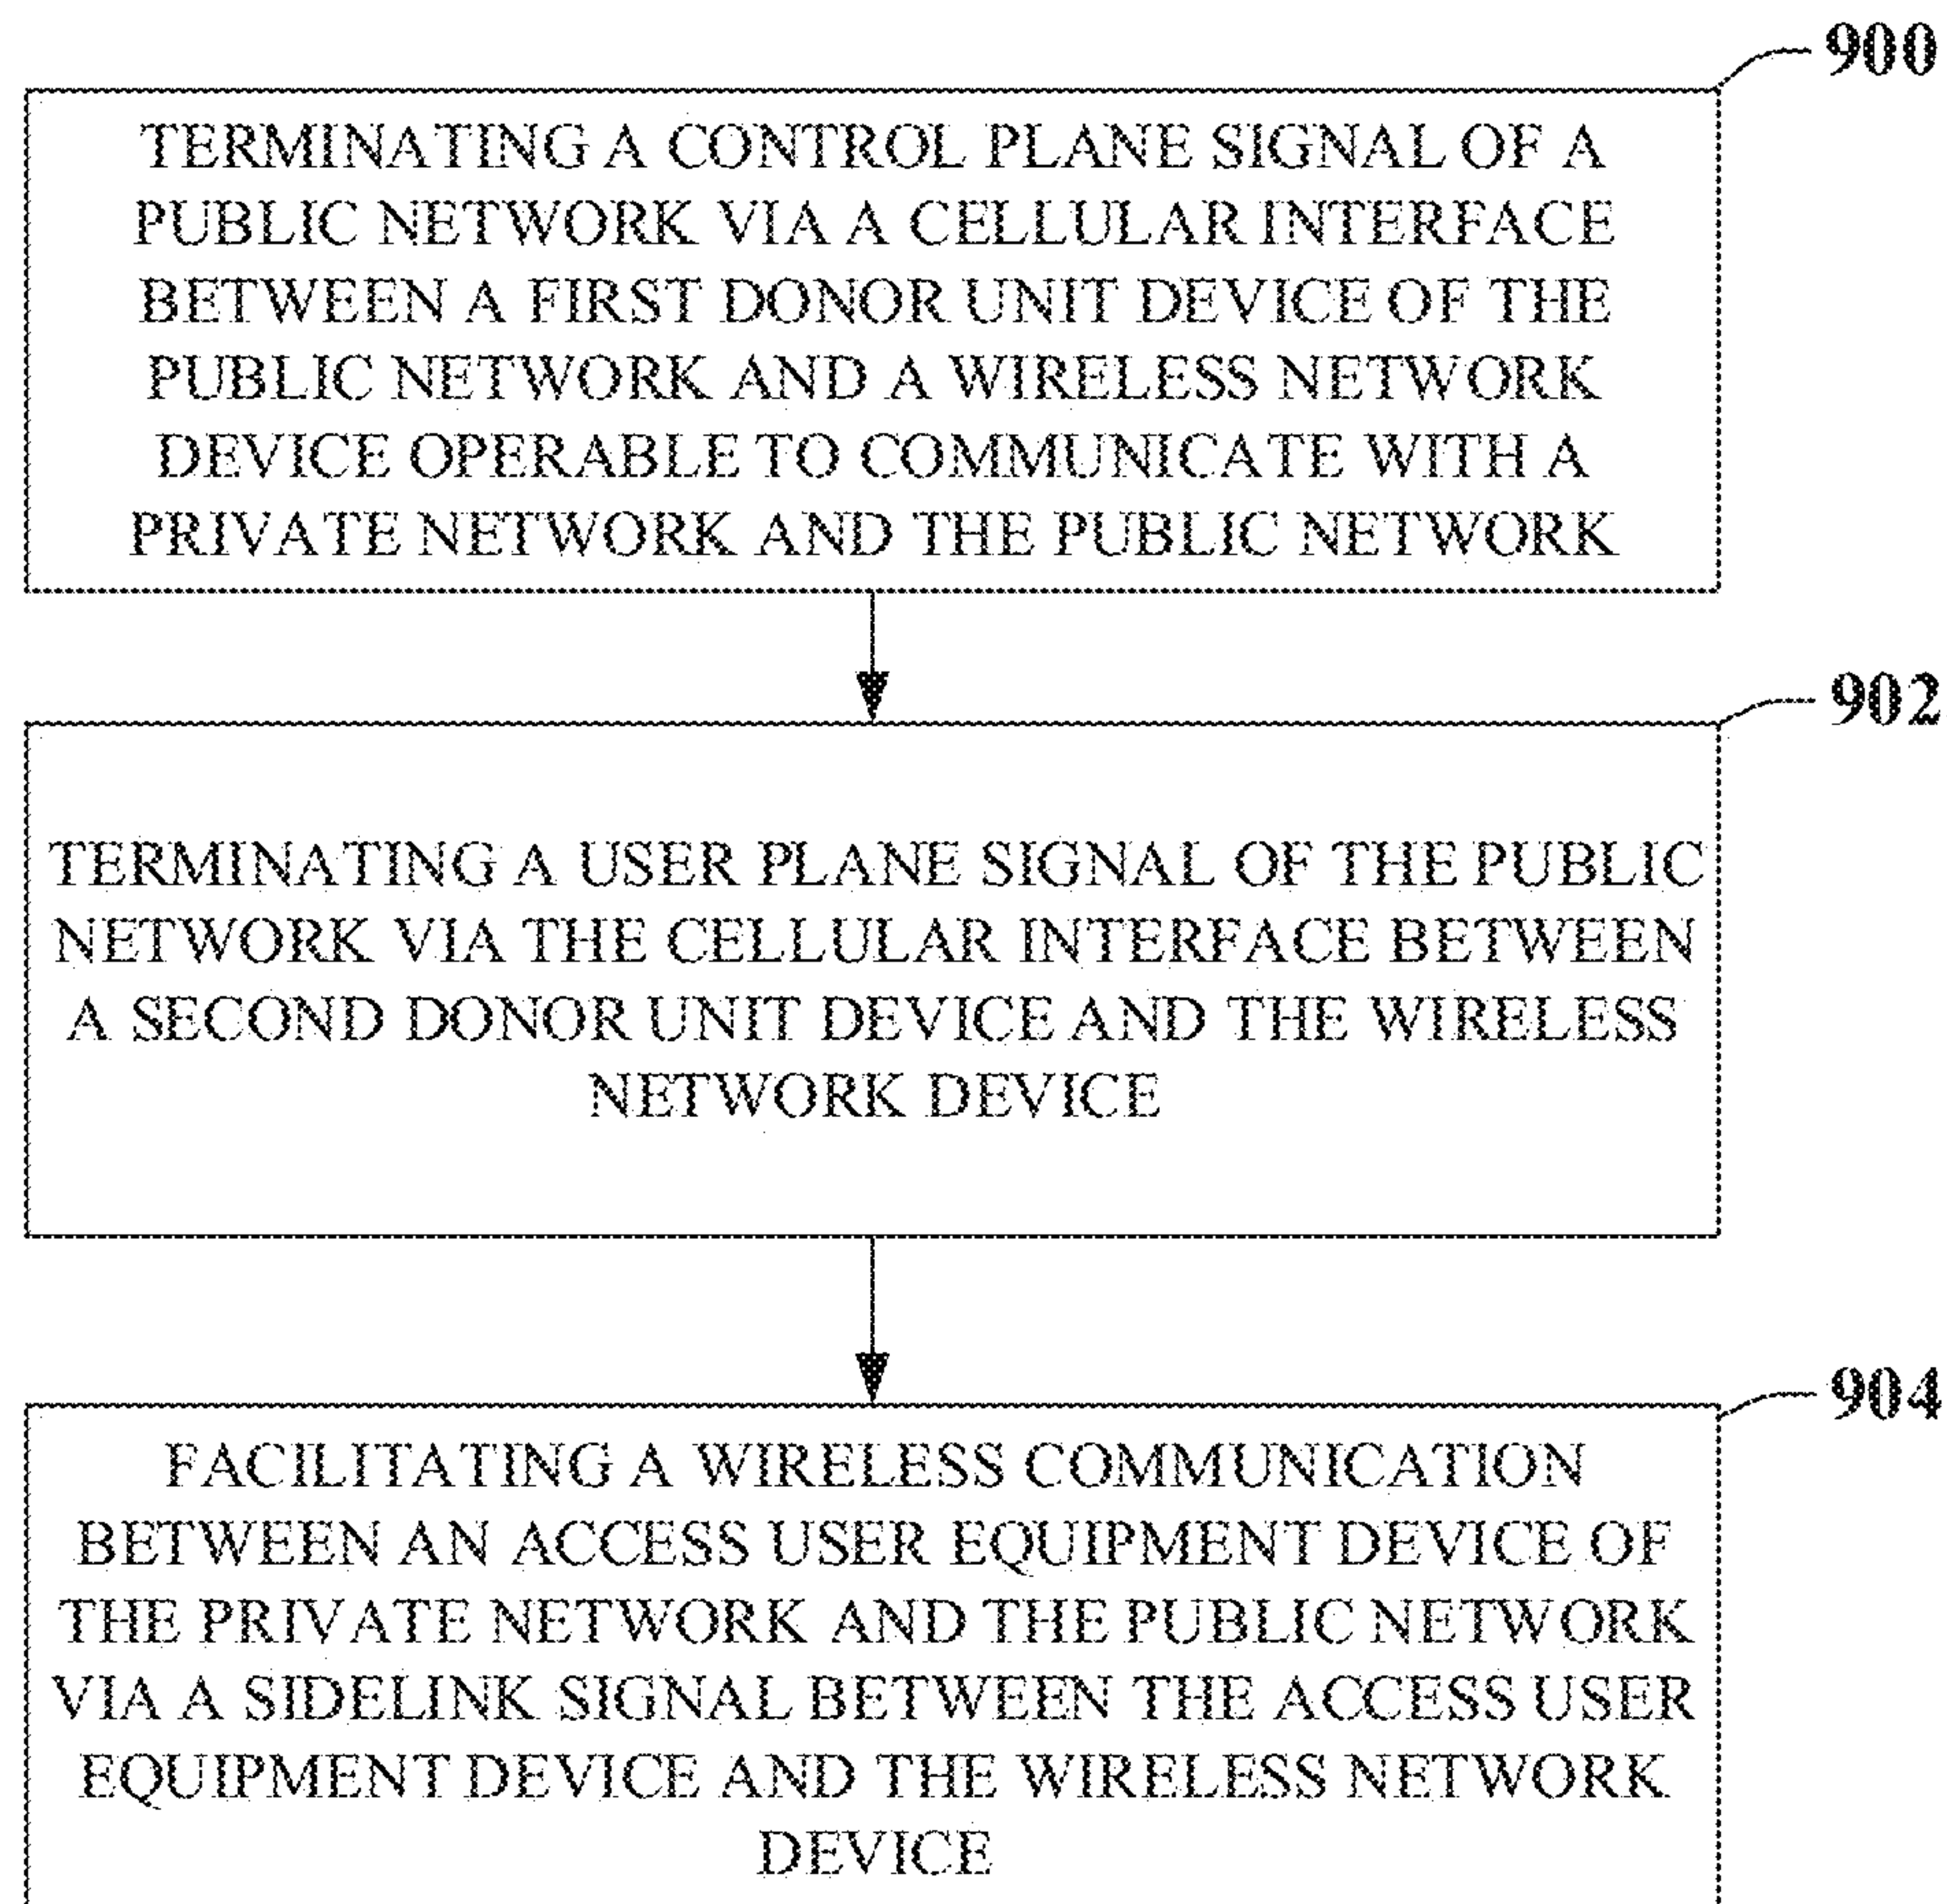 900
TERMINATING A CONTROL PLANE SIGNAL OF A
PUBLIC NETWORK VIA A CELLULAR INTERFACE
BETWEEN A FIRST DONOR UNIT DEVICE OF THE
PUBLIC NETWORK AND A WIRELESS NETWORK
DEVICE OPERABLE TO COMMUNICATE WITH A
PRIVATE NETWORK AND THE PUBLIC NETWORK
902
TERMINATING A USER PLANE SIGNAL OF THE PUBLIC
NETWORK VIA THE CELLULAR INTERFACE BETWEEN
A SECOND DONOR UNIT DEVICE AND THE WIRELESS
NETWORK DEVICE
904
FACILITATING A WIRELESS COMMUNICATION
BETWEEN AN ACCESS USER EQUIPMENT DEVICE OF
THE PRIVATE NETWORK AND THE PUBLIC NETWORK
VIA A SIDELINK SIGNAL BETWEEN THE ACCESS USER
EQUIPMENT DEVICE AND THE WIRELESS NETWORK
DEVICE